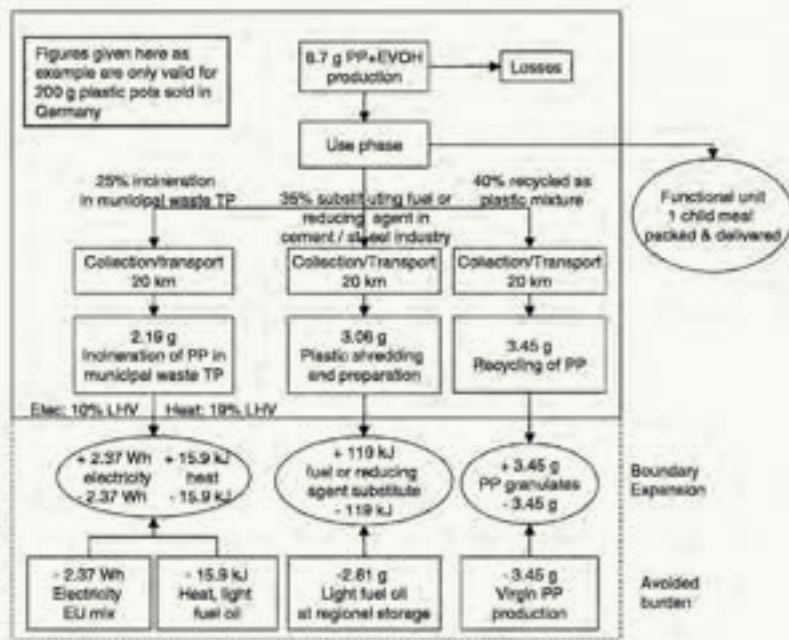 Figures given here as
example are only valid for
200 g plastic pots sold in
Germany
8.7 g PP+EVOH
production
Losses
Use phase
25% incineration
in municipal waste TP
35% substituting fuel or
reducing agent in
cement / steel industry
40% recycled as
plastic mixture
Functional unit
1 child meal
packed & delivered
Collection/transport
20 km
Collection/Transport
20 km
Collection/Transport
20 km
2.19 g
Incineration of PP in
municipal waste TP
3.06 g
Plastic shredding
and preparation
3.45 g
Recycling of PP
Elec: 10% LHV
Heat: 19% LHV
+ 2.37 Wh
electricity
- 2.37 Wh
+ 15.9 kJ
heat
- 15.9 kJ
+ 119 kJ
fuel or reducing
agent substitute
- 119 kJ
+ 3.45 g
PP granulates
- 3.45 g
Boundary
Expansion
- 2.37 Wh
Electricity
EU mix
- 15.9 kJ
Heat, light
fuel oil
-2.81 g
Light fuel oil
at regional storage
- 3.45 g
Virgin PP
production
Avoided
burden